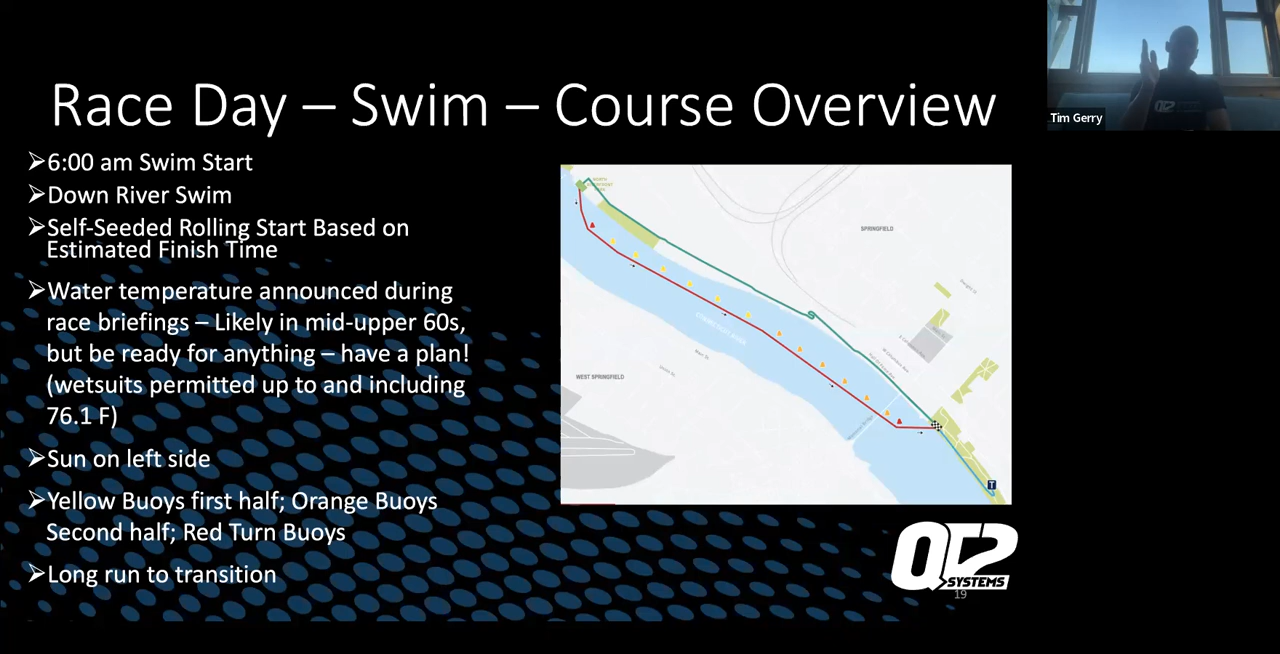 Race Day – Swim – Course Overview
Tim Gerry
6:00 am Swim Start
Down River Swim
Self-Seeded Rolling Start Based on
Estimated Finish Time
Water temperature announced during
race briefings – Likely in mid-upper 60s,
but be ready for anything – have a plan!
(wetsuits permitted up to and including
76.1 F)
Sun on left side
Yellow Buoys first half; Orange Buoys
Second half; Red Turn Buoys
Long run to transition
SPRINGFIELD
WEST SPRINGFIELD
T
QT2
SYSTEMS
19